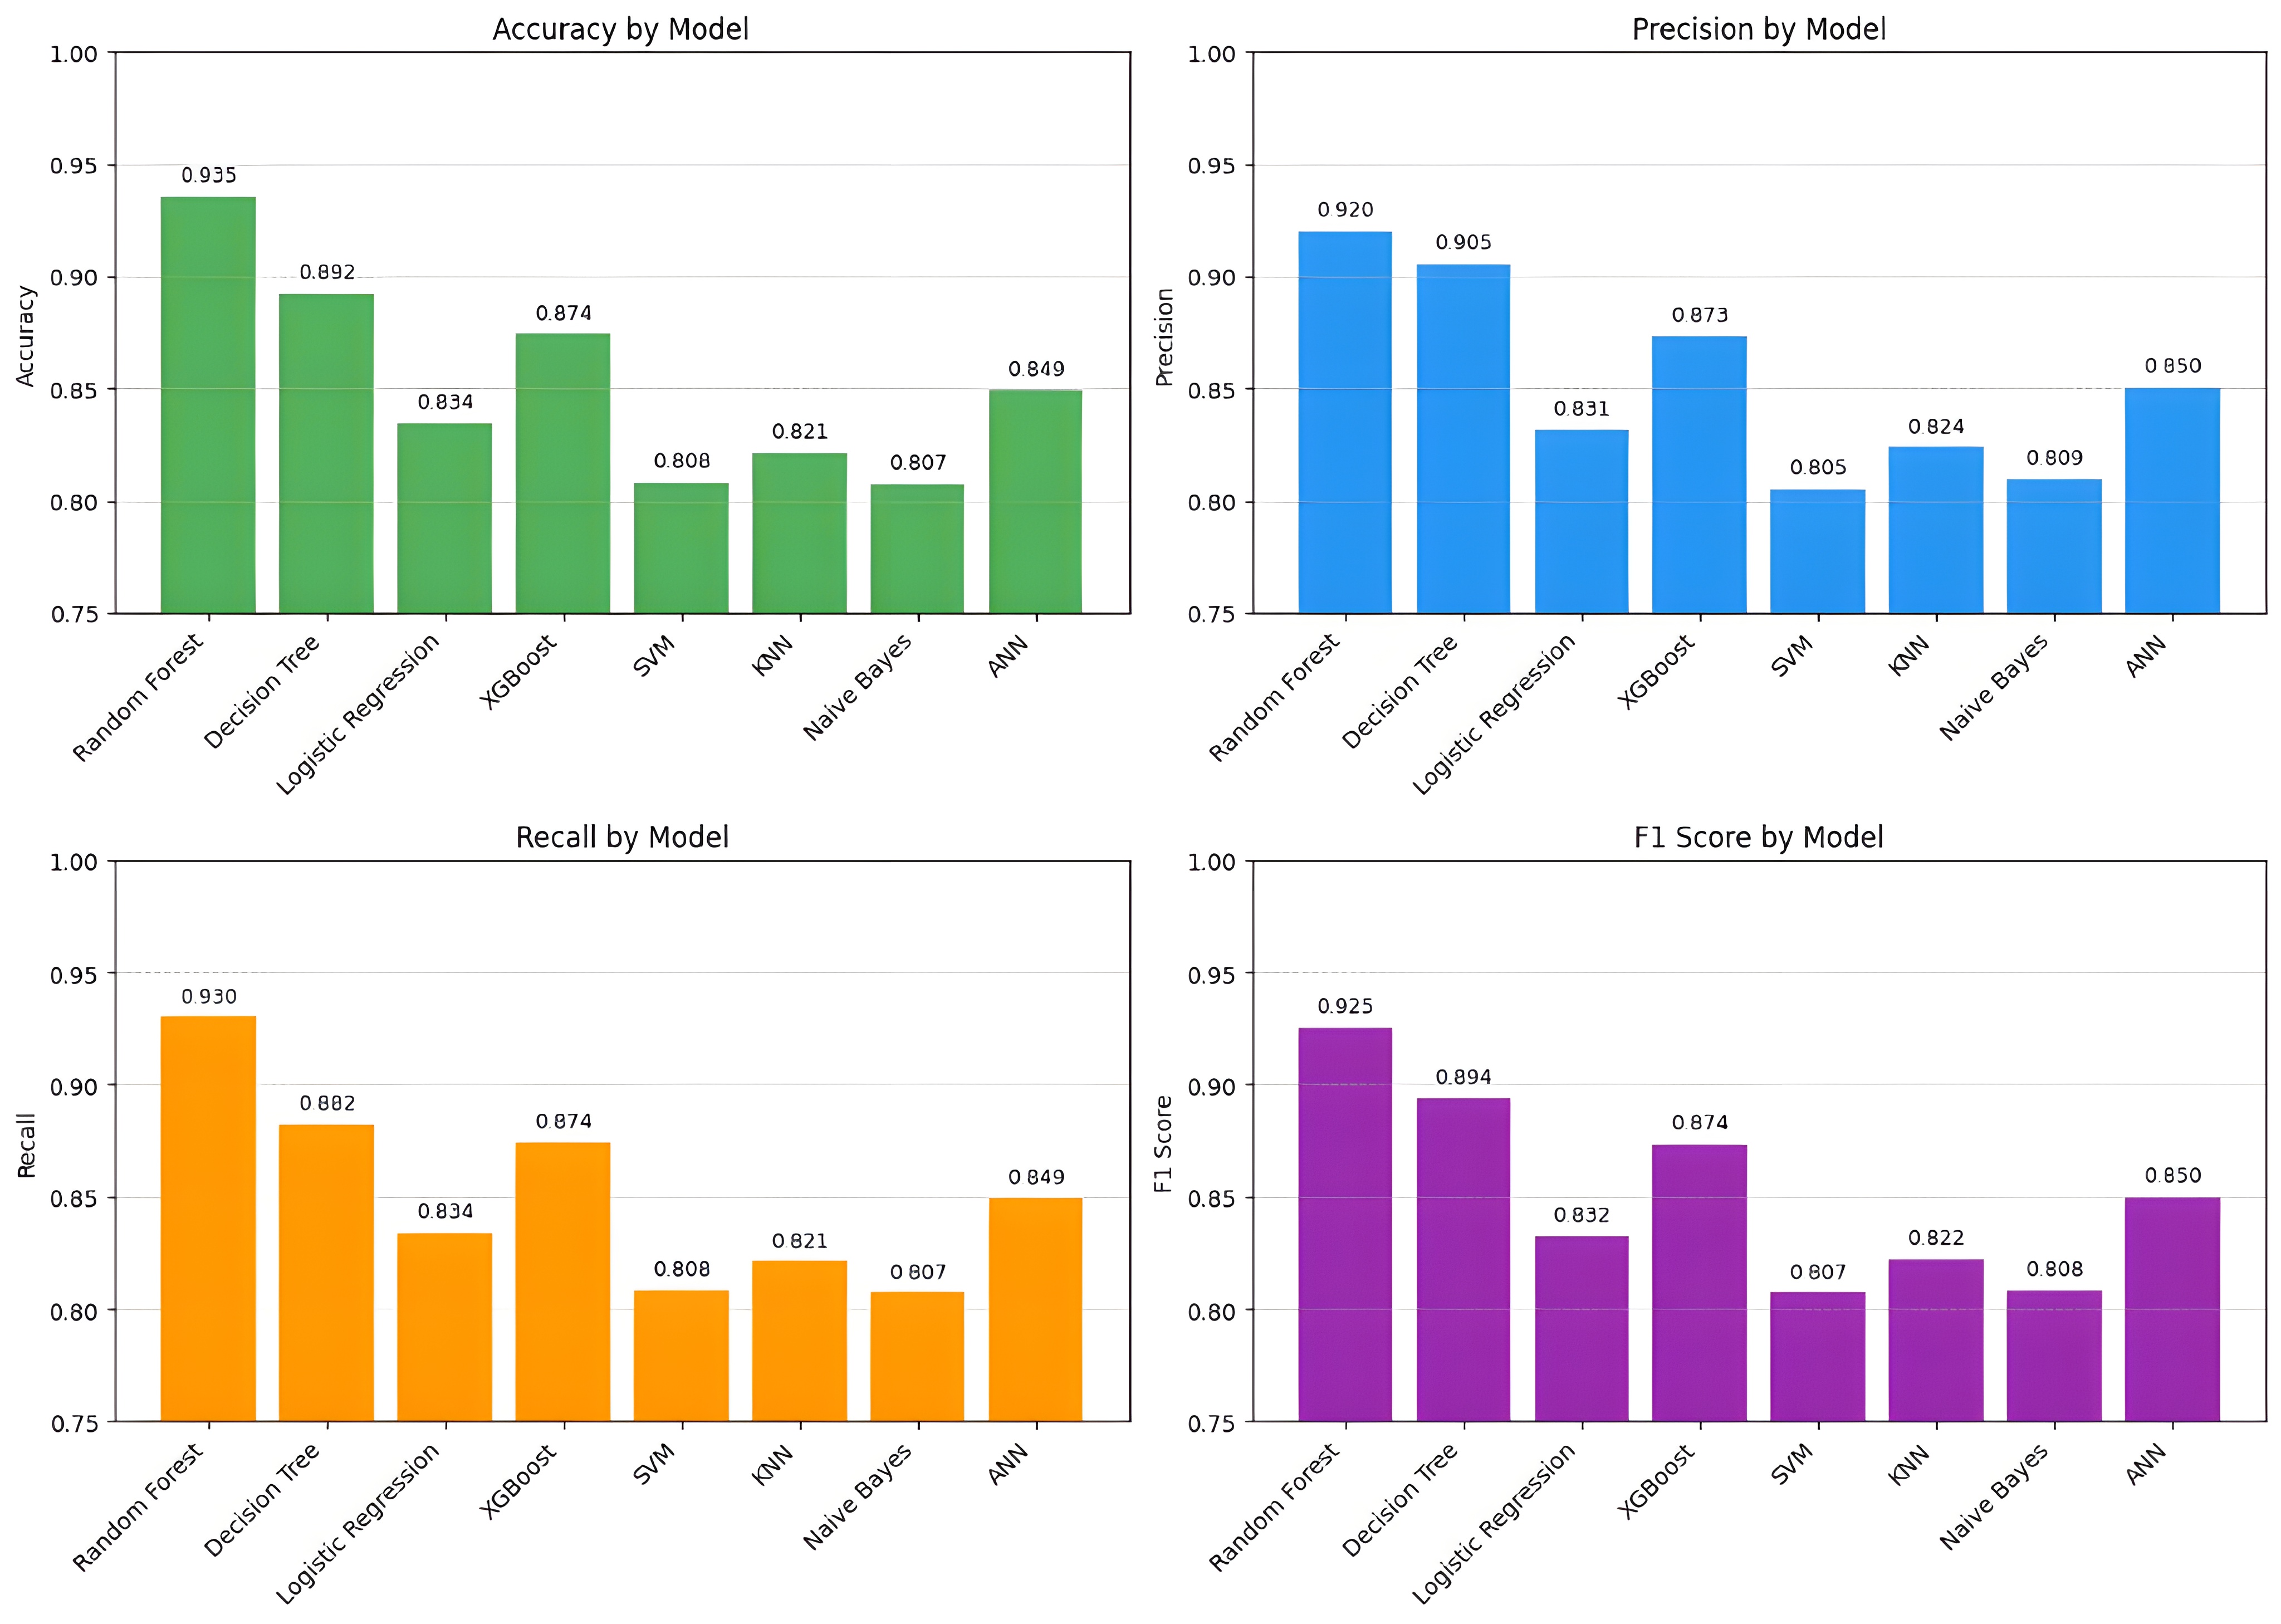 Accuracy by Model
1.00
0.95
0.90
0.85
0.80
0.75
Accuracy
0.935
0.892
0.834
0.874
0.808
0.821
0.807
0.849
Random Forest
Decision Tree
Logistic Regression
XGBoost
SVM
KNN
Naive Bayes
ANN
Precision by Model
1.00
0.95
0.90
0.85
0.80
0.75
Precision
0.920
0.905
0.831
0.873
0.805
0.824
0.809
0.850
Random Forest
Decision Tree
Logistic Regression
XGBoost
SVM
KNN
Naive Bayes
ANN
Recall by Model
1.00
0.95
0.90
0.85
0.80
0.75
Recall
0.930
0.882
0.834
0.874
0.808
0.821
0.807
0.849
Random Forest
Decision Tree
Logistic Regression
XGBoost
SVM
KNN
Naive Bayes
ANN
F1 Score by Model
1.00
0.95
0.90
0.85
0.80
0.75
F1 Score
0.925
0.894
0.832
0.874
0.807
0.822
0.808
0.850
Random Forest
Decision Tree
Logistic Regression
XGBoost
SVM
KNN
Naive Bayes
ANN